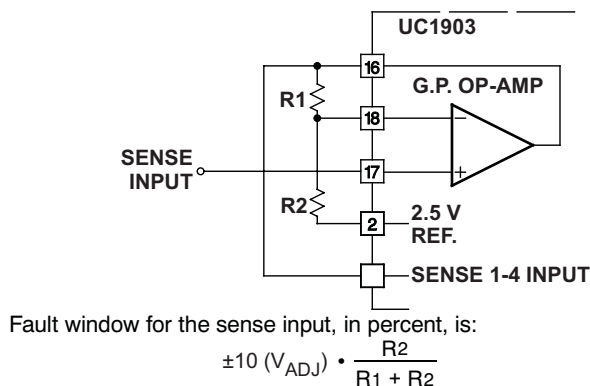 UC1903
16
G.P. OP-AMP
R1
18
−
SENSE
INPUT
17
+
R2
2
2.5 V
REF.
SENSE 1-4 INPUT
Fault window for the sense input, in percent, is:
±10 (V_ADJ) • R2 / R1 + R2